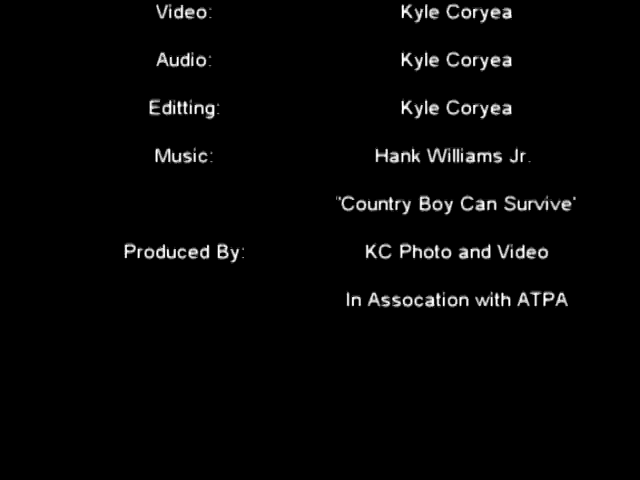 Video: Kyle Coryea
Audio: Kyle Coryea
Editting: Kyle Coryea
Music: Hank Williams Jr.
"Country Boy Can Survive"
Produced By: KC Photo and Video
In Assocation with ATPA